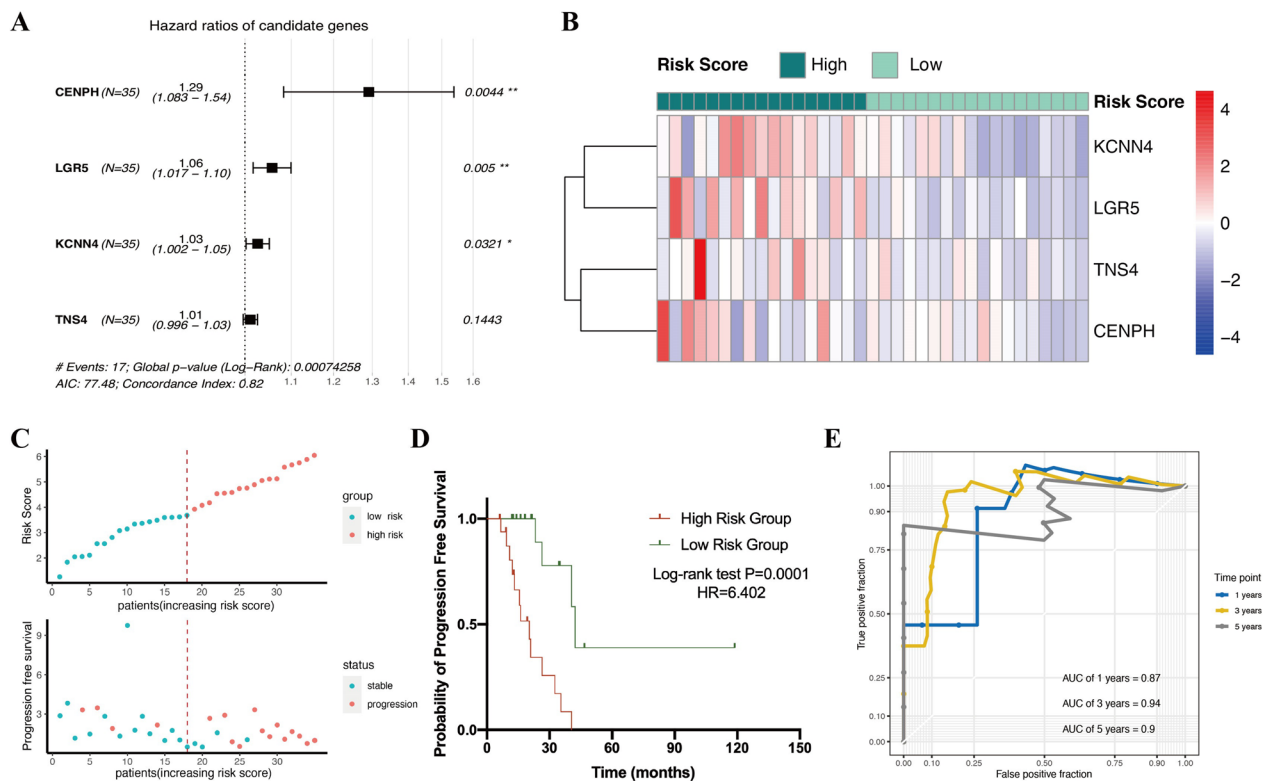 A
Hazard ratios of candidate genes
CENPH (N=35) 1.29 (1.083 − 1.54) 0.0044 **
LGR5 (N=35) 1.06 (1.017 − 1.10) 0.005 **
KCNN4 (N=35) 1.03 (1.002 − 1.05) 0.0321 *
TNS4 (N=35) 1.01 (0.996 − 1.03) 0.1443
# Events: 17; Global p−value (Log−Rank): 0.00074258
AIC: 77.48; Concordance Index: 0.82
1.1 1.2 1.3 1.4 1.5 1.6
B
Risk Score High Low
Risk Score
KCNN4
LGR5
TNS4
CENPH
4
2
0
−2
−4
C
Risk Score
6
5
4
3
2
0 5 10 15 20 25 30 35
patients(increasing risk score)
group
low risk
high risk
Progression free survival
9
6
3
0 5 10 15 20 25 30 35
patients(increasing risk score)
status
stable
progression
D
Probability of Progression Free Survival
1.0
0.5
0.0
0 30 60 90 120 150
Time (months)
High Risk Group
Low Risk Group
Log-rank test P=0.0001
HR=6.402
E
True positive fraction
1.00
0.90
0.75
0.50
0.25
0.10
0.00
0.00 0.10 0.25 0.50 0.75 0.90 1.00
False positive fraction
AUC of 1 years = 0.87
AUC of 3 years = 0.94
AUC of 5 years = 0.9
Time point
1 years
3 years
5 years